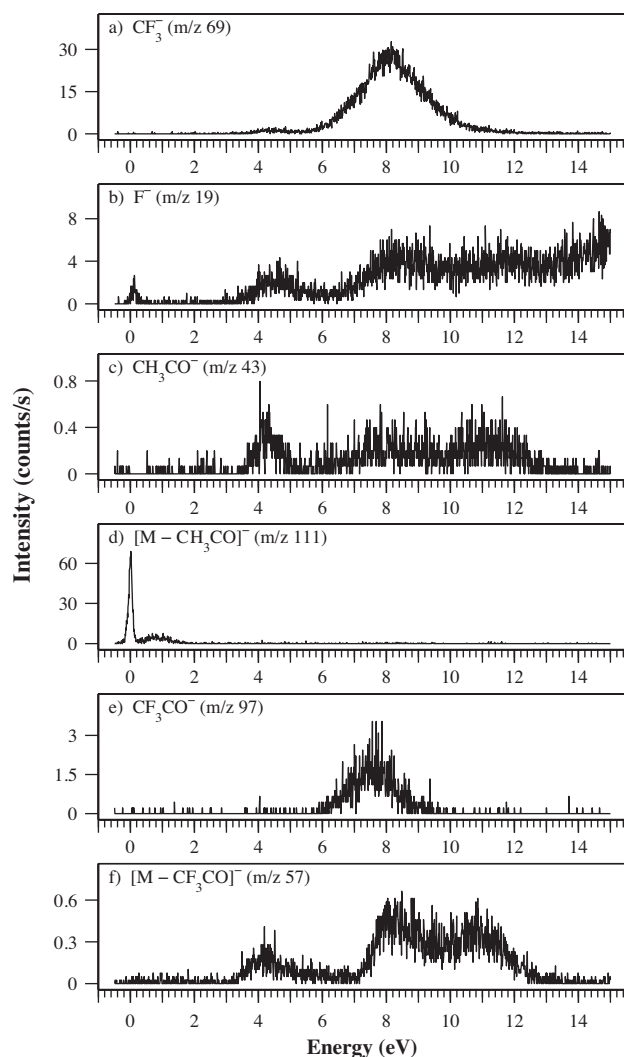 a) CF₃⁻ (m/z 69)
30
15
0
0 2 4 6 8 10 12 14
b) F⁻ (m/z 19)
8
4
0
0 2 4 6 8 10 12 14
c) CH₃CO⁻ (m/z 43)
0.8
0.4
0
0 2 4 6 8 10 12 14
Intensity (counts/s)
d) [M − CH₃CO]⁻ (m/z 111)
60
30
0
0 2 4 6 8 10 12 14
e) CF₃CO⁻ (m/z 97)
3
1.5
0
0 2 4 6 8 10 12 14
f) [M − CF₃CO]⁻ (m/z 57)
0.6
0.3
0
0 2 4 6 8 10 12 14
Energy (eV)